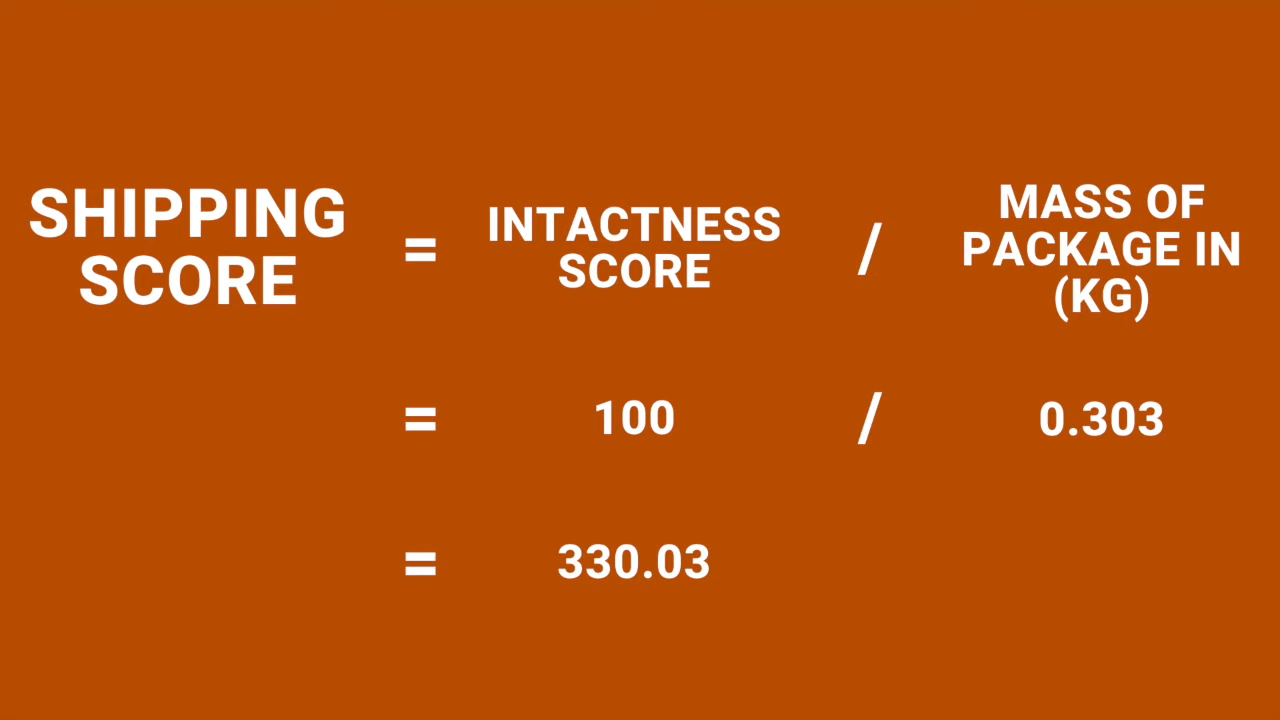 SHIPPING
SCORE
=
INTACTNESS
SCORE
/
MASS OF
PACKAGE IN
(KG)
= 100 / 0.303
= 330.03